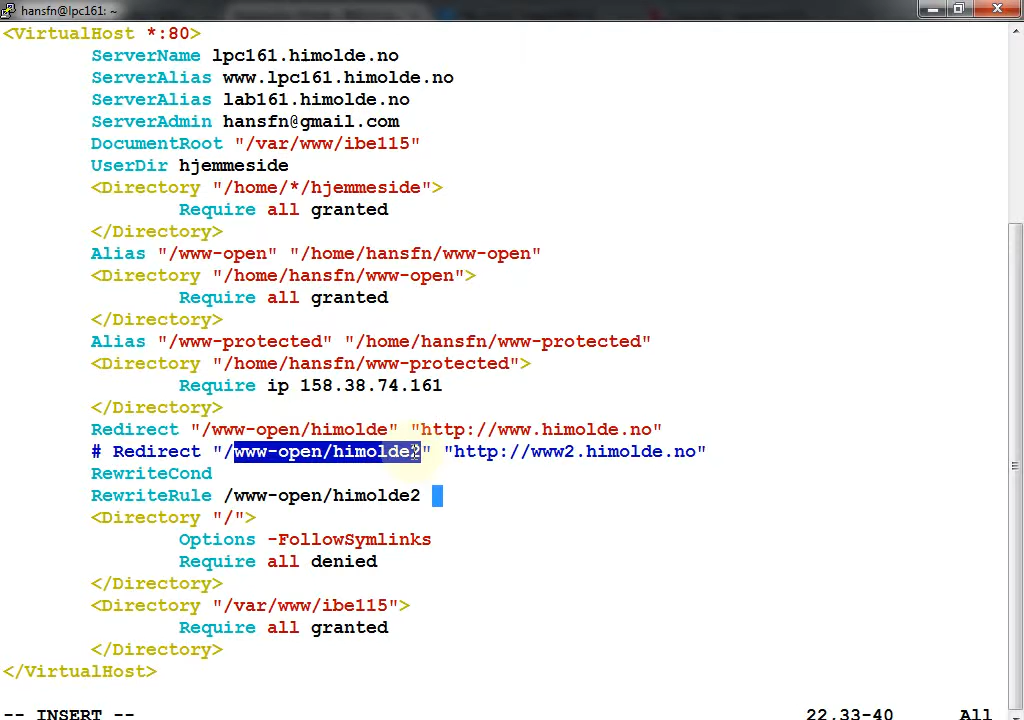 hansfn@lpc161: ~
<VirtualHost *:80>
ServerName lpc161.himolde.no
ServerAlias www.lpc161.himolde.no
ServerAlias lab161.himolde.no
ServerAdmin hansfn@gmail.com
DocumentRoot "/var/www/ibe115"
UserDir hjemmeside
<Directory "/home/*/hjemmeside">
Require all granted
</Directory>
Alias "/www-open" "/home/hansfn/www-open"
<Directory "/home/hansfn/www-open">
Require all granted
</Directory>
Alias "/www-protected" "/home/hansfn/www-protected"
<Directory "/home/hansfn/www-protected">
Require ip 158.38.74.161
</Directory>
Redirect "/www-open/himolde" "http://www.himolde.no"
# Redirect "/www-open/himolde2" "http://www2.himolde.no"
RewriteCond
RewriteRule /www-open/himolde2
<Directory "/">
Options -FollowSymlinks
Require all denied
</Directory>
<Directory "/var/www/ibe115">
Require all granted
</Directory>
</VirtualHost>
-- INSERT -- 22,33-40 All